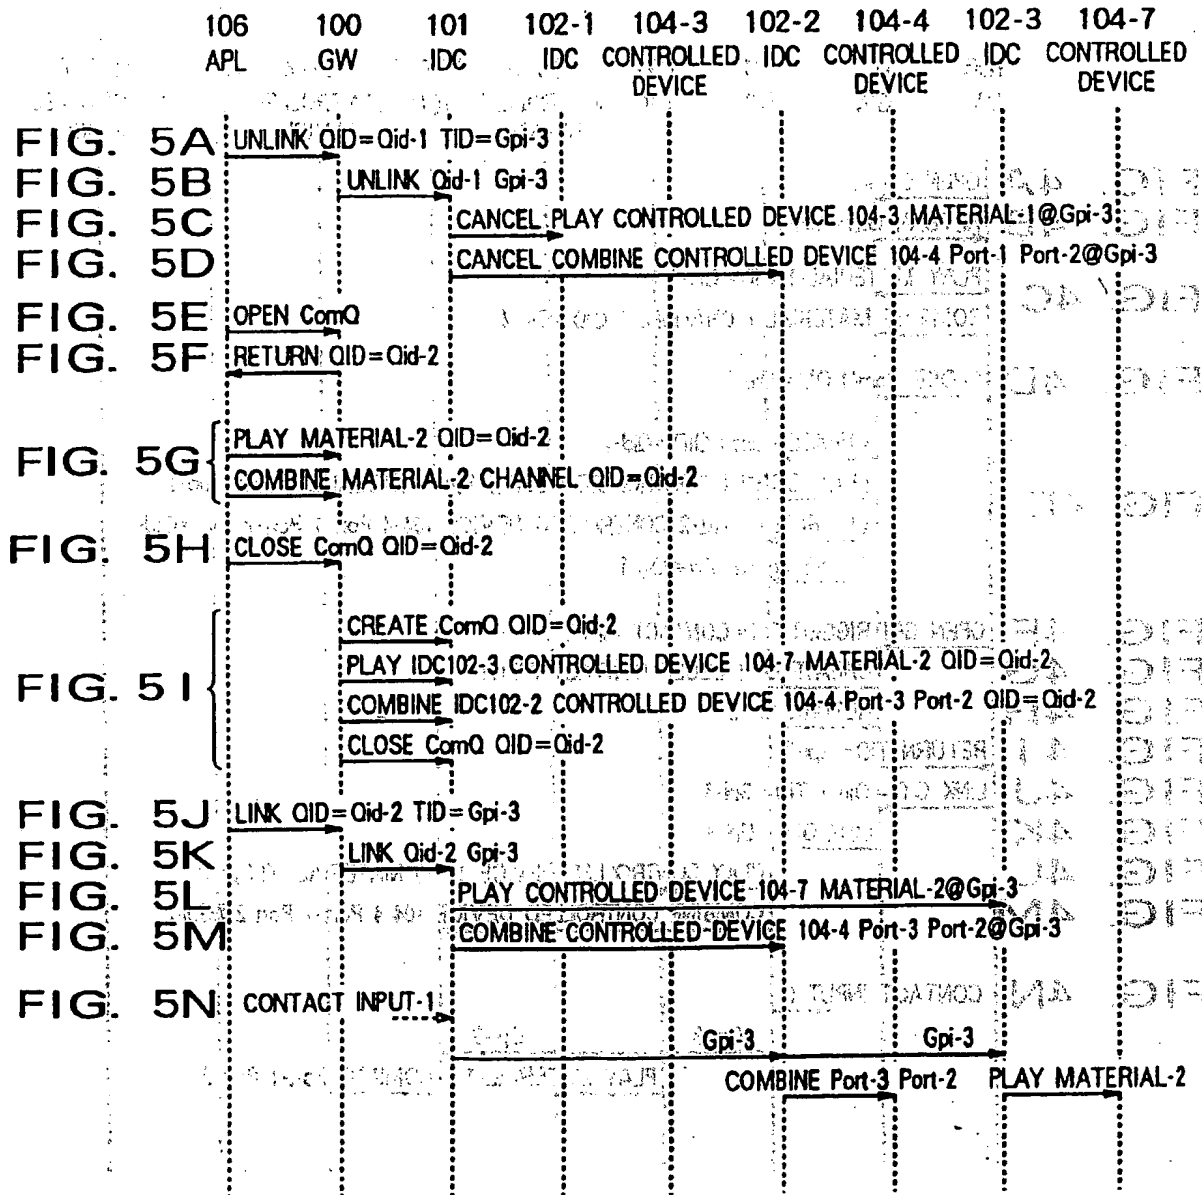 106 100 101 102-1 104-3 102-2 104-4 102-3 104-7
APL GW IDC IDC CONTROLLED DEVICE IDC CONTROLLED DEVICE IDC CONTROLLED DEVICE
FIG. 5A UNLINK QID=Qid-1 TID=Gpi-3
FIG. 5B UNLINK Qid-1 Gpi-3
FIG. 5C CANCEL PLAY CONTROLLED DEVICE 104-3 MATERIAL-1@Gpi-3
FIG. 5D CANCEL COMBINE CONTROLLED DEVICE 104-4 Port-1 Port-2@Gpi-3
FIG. 5E OPEN ComQ
FIG. 5F RETURN QID=Qid-2
FIG. 5G PLAY MATERIAL-2 QID=Qid-2
COMBINE MATERIAL-2 CHANNEL QID=Qid-2
FIG. 5H CLOSE ComQ QID=Qid-2
FIG. 5I CREATE ComQ QID=Qid-2
PLAY IDC102-3 CONTROLLED DEVICE 104-7 MATERIAL-2 QID=Qid-2
COMBINE IDC102-2 CONTROLLED DEVICE 104-4 Port-3 Port-2 QID=Qid-2
CLOSE ComQ QID=Qid-2
FIG. 5J LINK QID=Qid-2 TID=Gpi-3
FIG. 5K LINK Qid-2 Gpi-3
FIG. 5L PLAY CONTROLLED DEVICE 104-7 MATERIAL-2@Gpi-3
FIG. 5M COMBINE CONTROLLED DEVICE 104-4 Port-3 Port-2@Gpi-3
FIG. 5N CONTACT INPUT-1
Gpi-3 Gpi-3
COMBINE Port-3 Port-2 PLAY MATERIAL-2